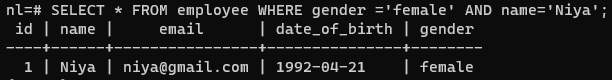 nl=# SELECT * FROM employee WHERE gender ='female' AND name='Niya';
 id | name |     email      | date_of_birth | gender
----+------+----------------+---------------+--------
  1 | Niya | niya@gmail.com | 1992-04-21    | female